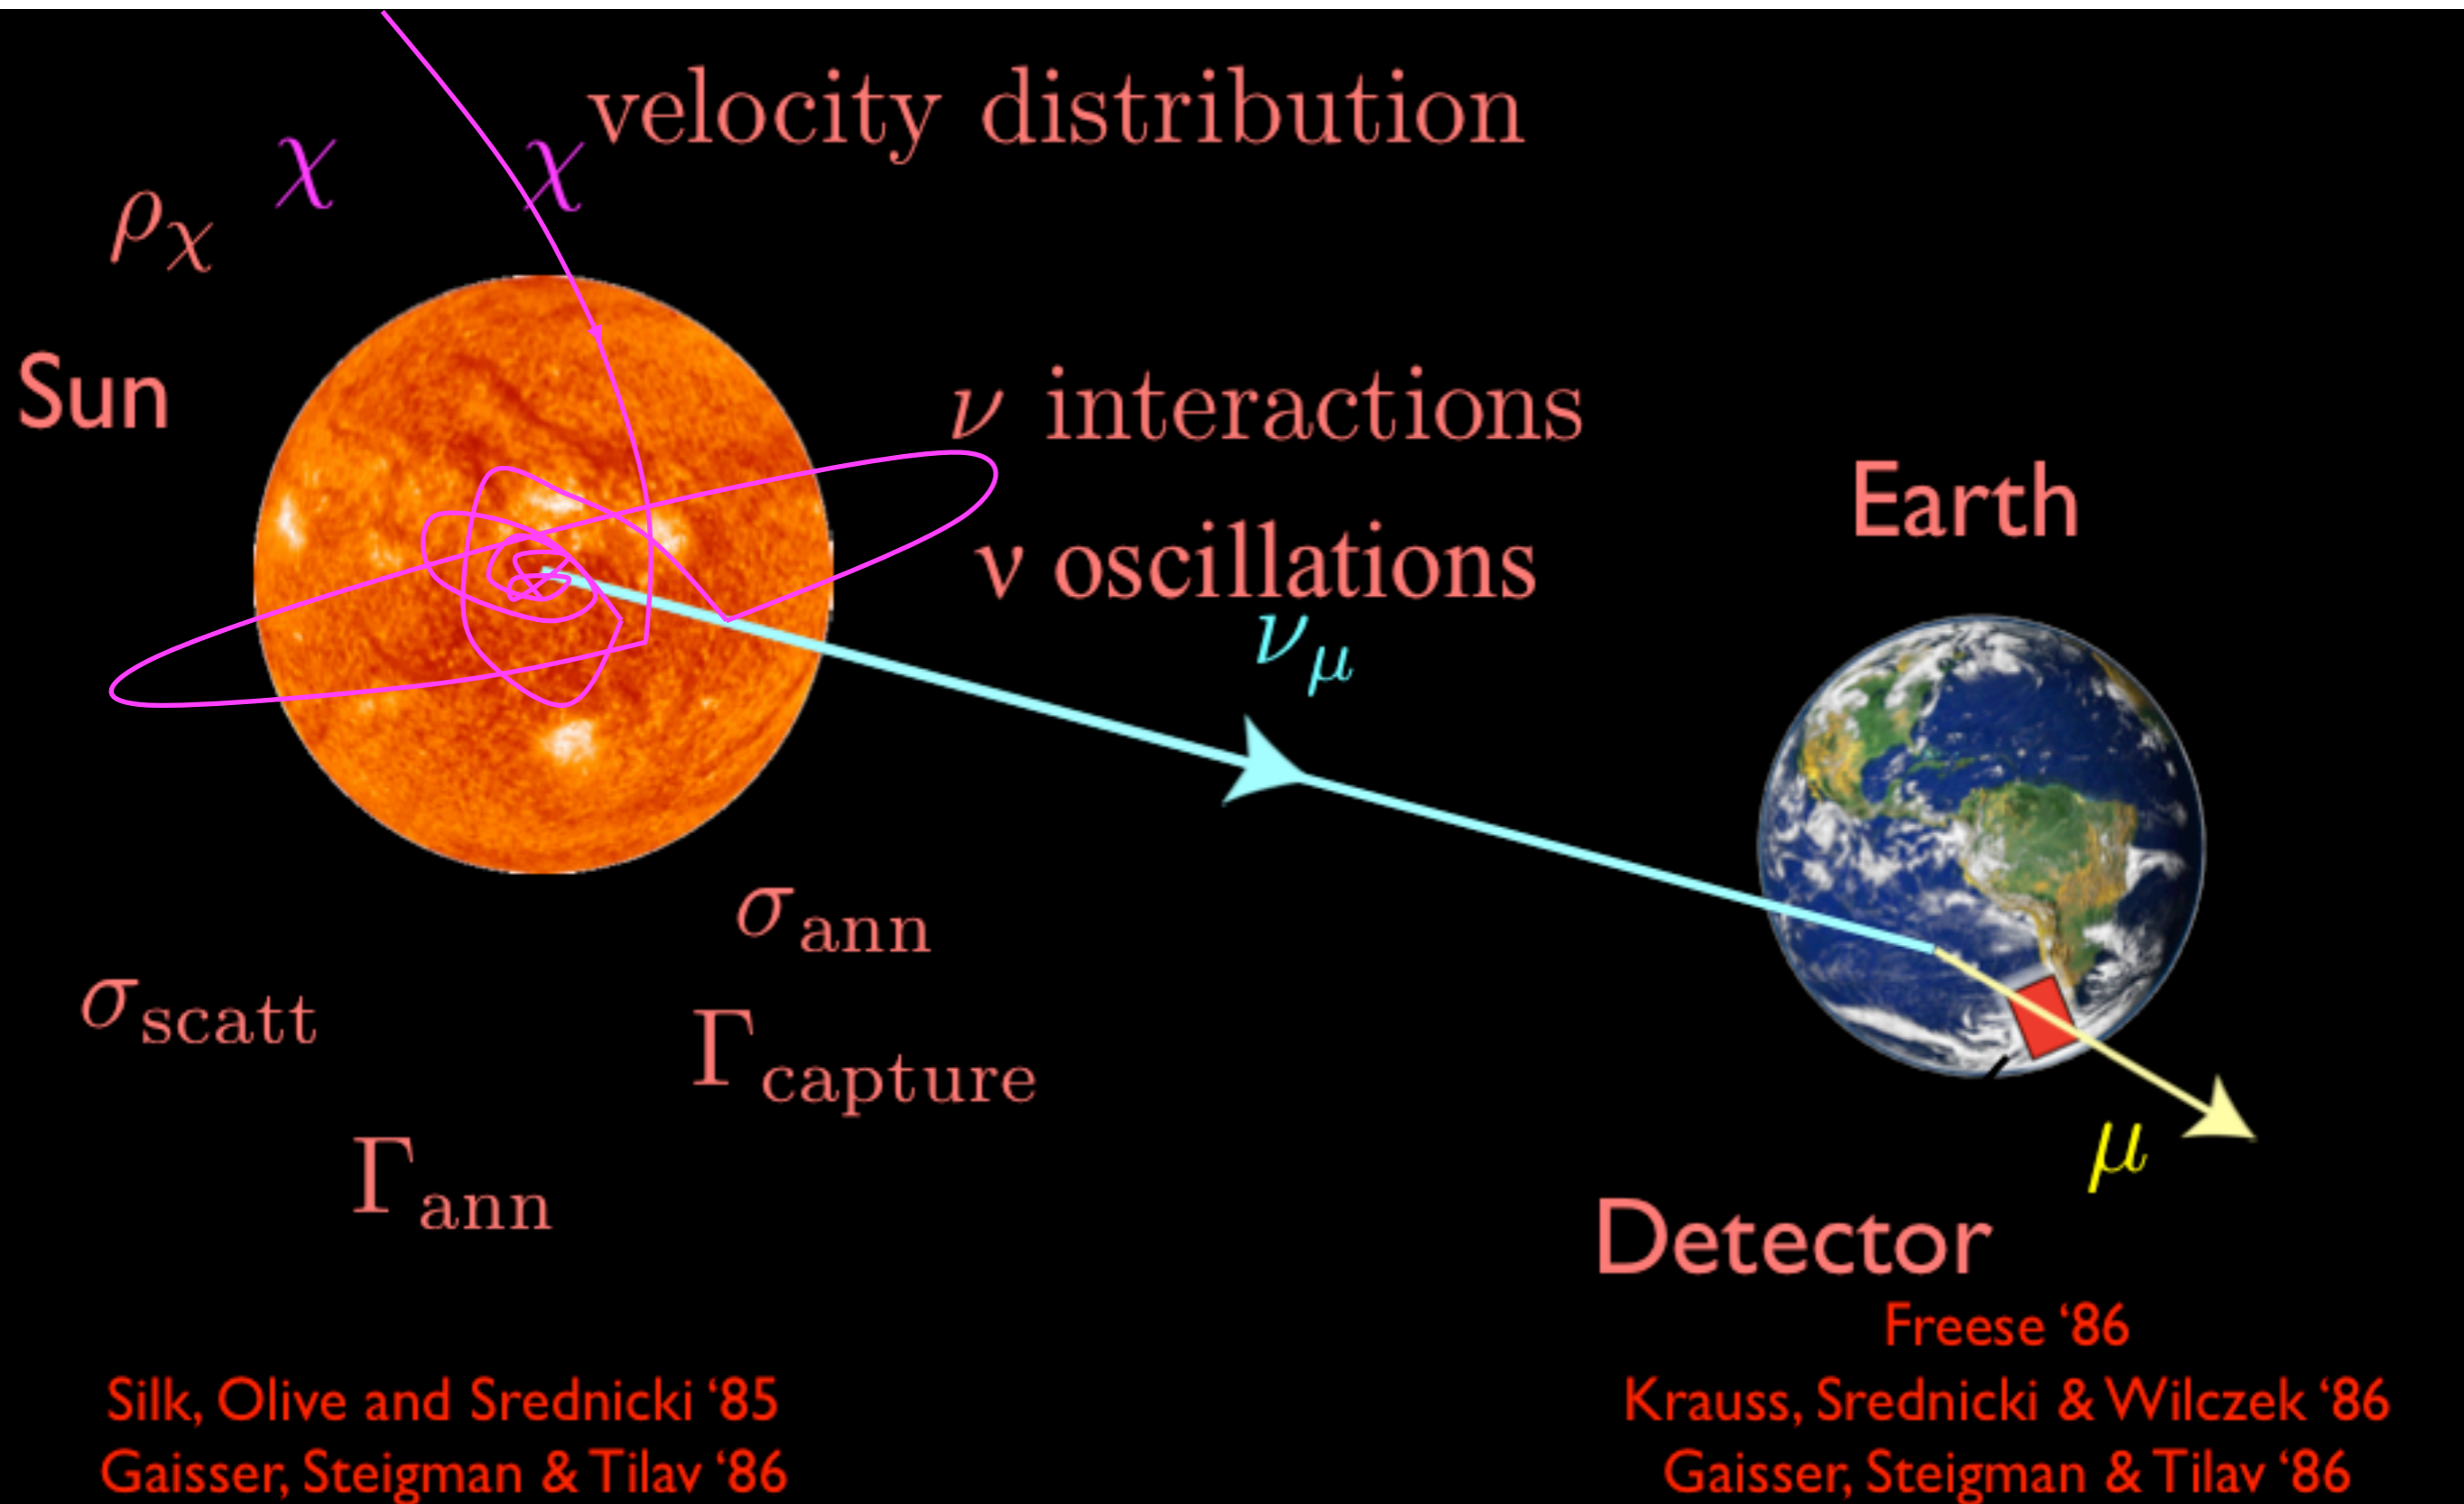 velocity distribution
χ
χ
ρχ
Sun
ν interactions
ν oscillations
νμ
Earth
σann
σscatt
Γcapture
Γann
μ
Detector
Freese ‘86
Silk, Olive and Srednicki ‘85
Gaisser, Steigman & Tilav ‘86
Krauss, Srednicki & Wilczek ‘86
Gaisser, Steigman & Tilav ‘86